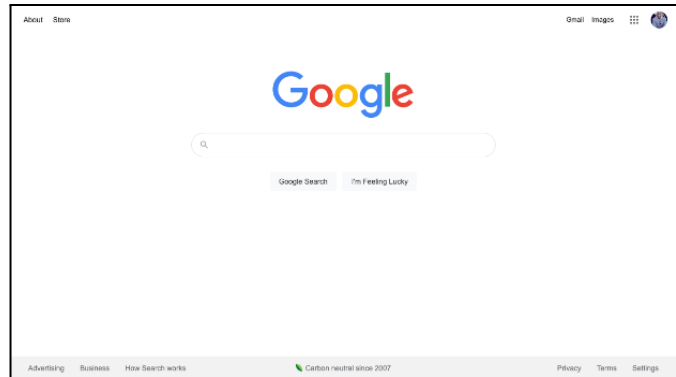 About Store Gmail Images
Google
Google Search I'm Feeling Lucky
Advertising Business How Search works Carbon neutral since 2007 Privacy Terms Settings